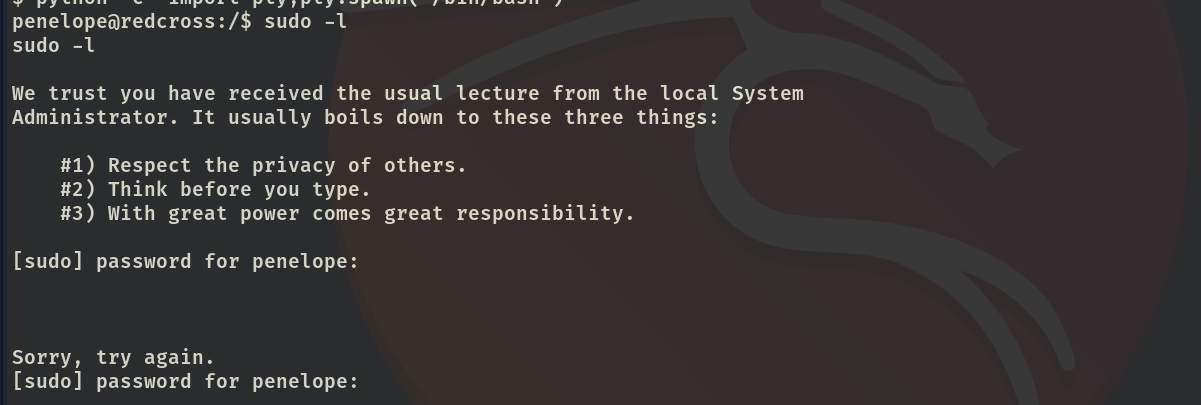 $ python -c 'import pty;pty.spawn("/bin/bash")'
penelope@redcross:/$ sudo -l
sudo -l
We trust you have received the usual lecture from the local System
Administrator. It usually boils down to these three things:
#1) Respect the privacy of others.
#2) Think before you type.
#3) With great power comes great responsibility.
[sudo] password for penelope:
Sorry, try again.
[sudo] password for penelope: